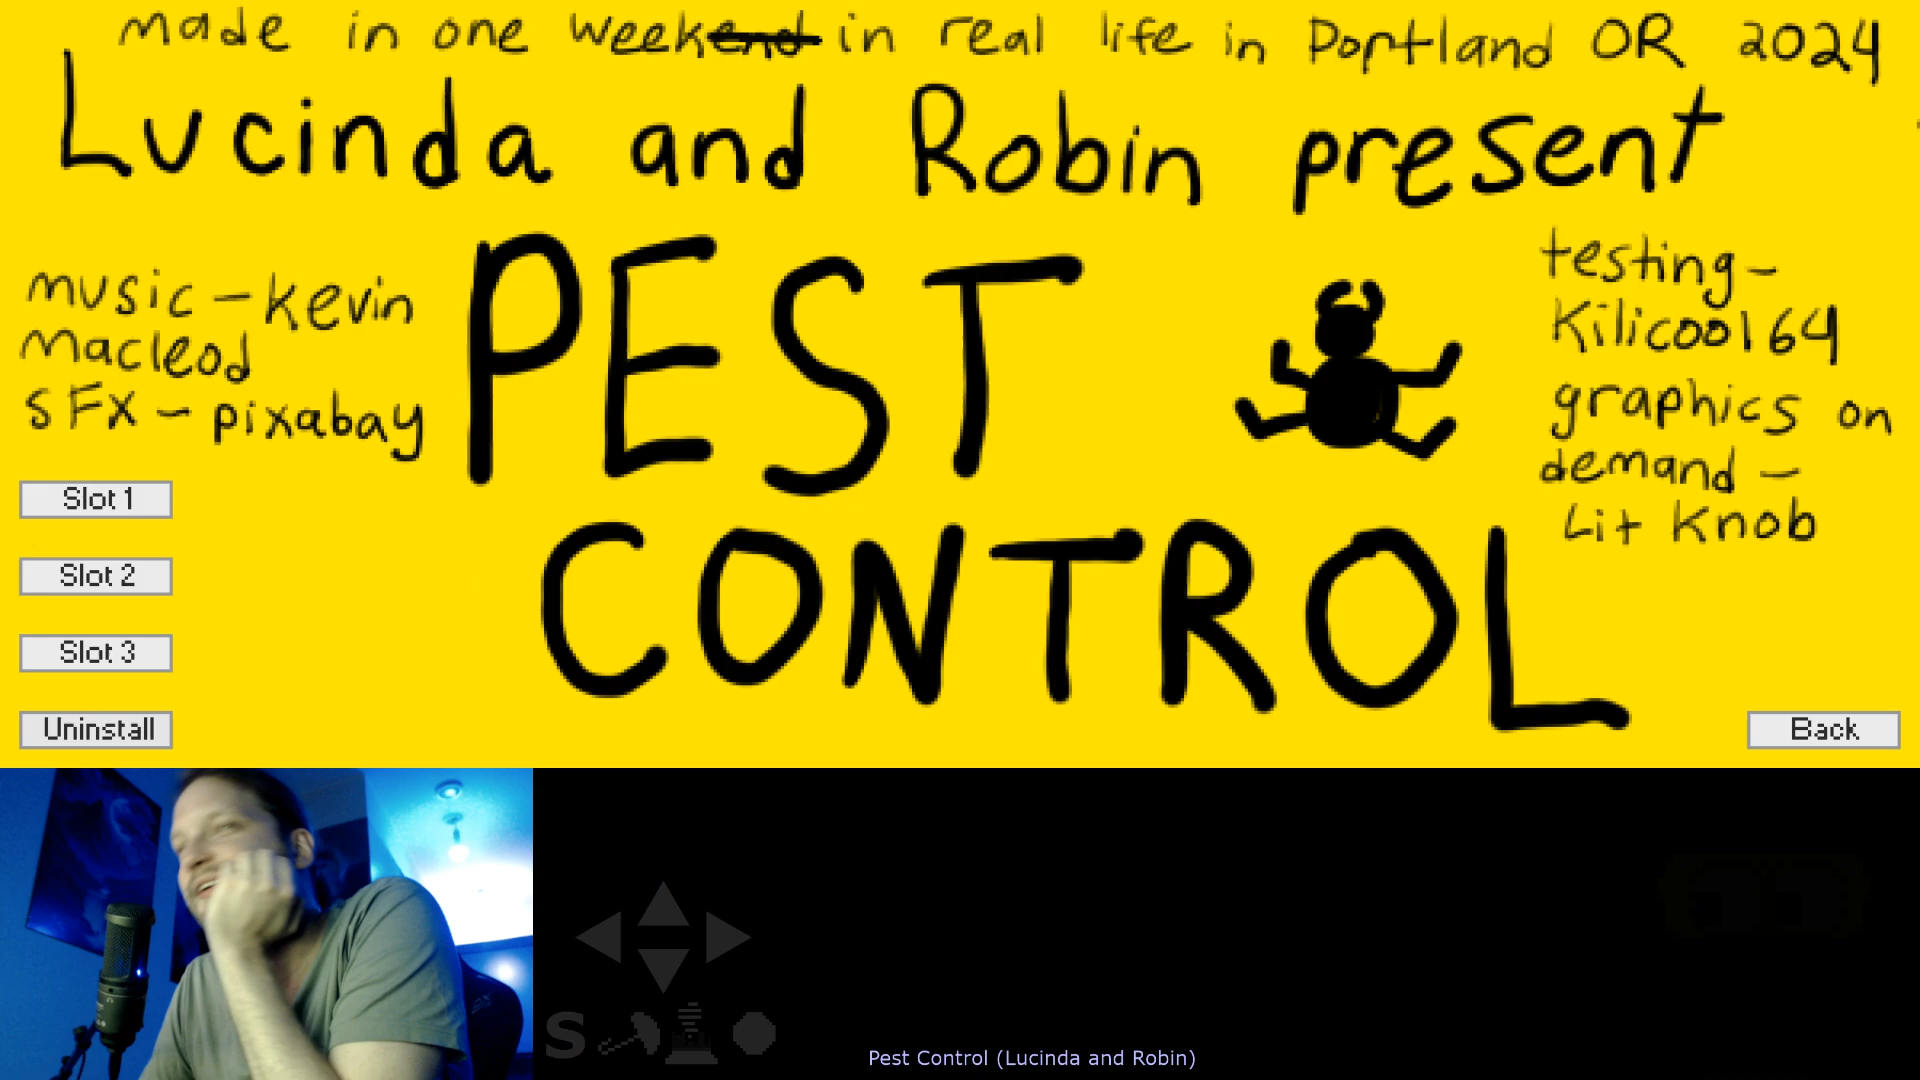 made in one weekend in real life in Portland OR 2024
Lucinda and Robin present
PEST
CONTROL
music - kevin
macleod
SFX - pixabay
testing-
Kilicool64
graphics on
demand -
Lit Knob
Slot 1
Slot 2
Slot 3
Uninstall
Back
S
Pest Control (Lucinda and Robin)